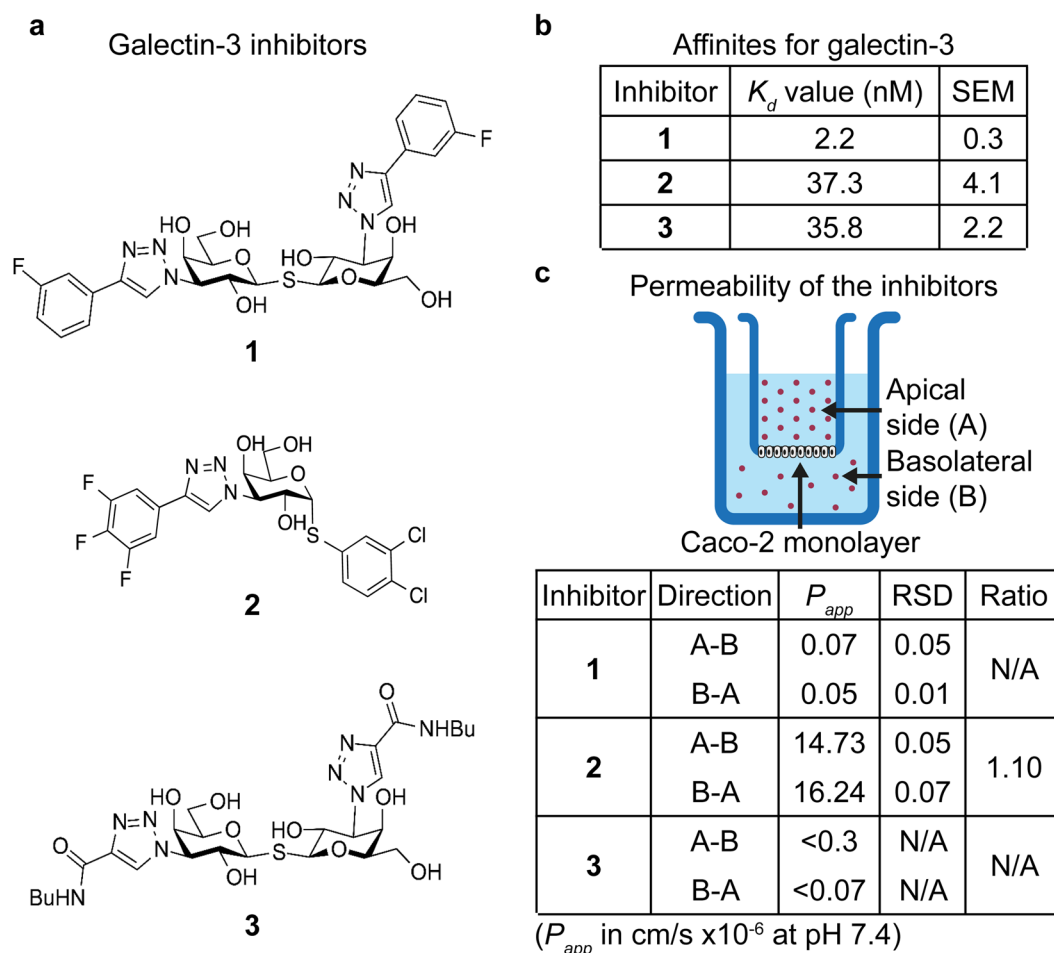 a
Galectin-3 inhibitors
F
N
N=N
N
OH
OH
OH
HO
O
S
O
OH
OH
N=N
N
F
1
OH
OH
O
OH
S
N=N
N
F
F
F
Cl
Cl
2
O
NHBu
N
N
N
OH
OH
OH
HO
O
S
O
OH
OH
N=N
N
O
BuHN
3
b
Affinites for galectin-3
Inhibitor Kd value (nM) SEM
1 2.2 0.3
2 37.3 4.1
3 35.8 2.2
c
Permeability of the inhibitors
Apical
side (A)
Basolateral
side (B)
Caco-2 monolayer
Inhibitor Direction Papp RSD Ratio
1 A-B 0.07 0.05 N/A
B-A 0.05 0.01
2 A-B 14.73 0.05 1.10
B-A 16.24 0.07
3 A-B <0.3 N/A N/A
B-A <0.07 N/A
(Papp in cm/s x10⁻⁶ at pH 7.4)